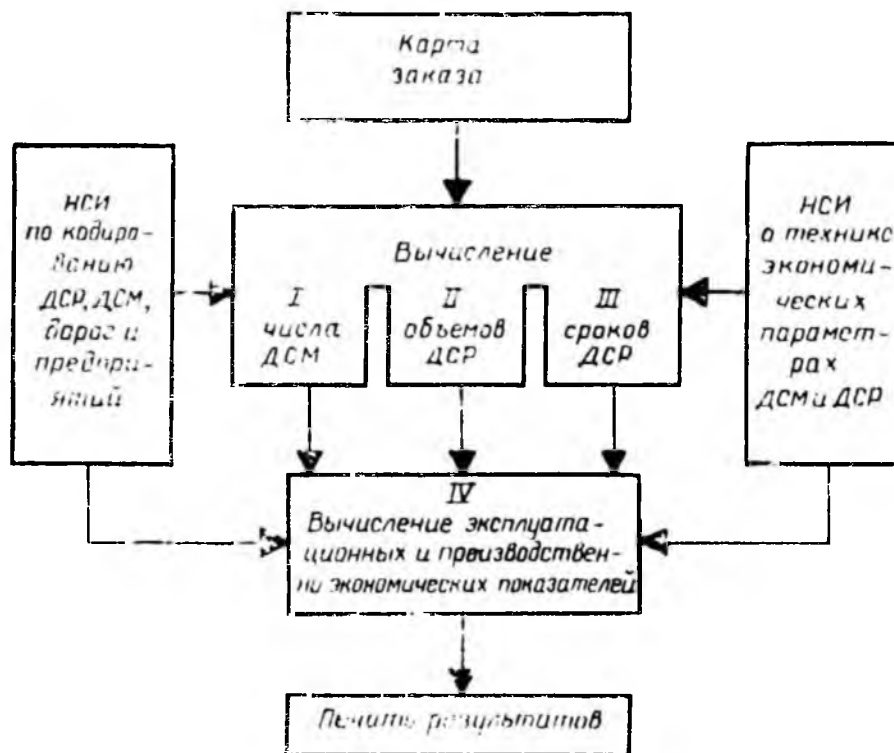 Карта
заказа
НСИ
по кодиро-
ванию
ДСР, ДСМ,
дорог и
предпри-
ятий
Вычисление
I
числа
ДСМ
II
объемов
ДСР
III
сроков
ДСР
НСИ
о технико
экономи-
ческих
парамет-
рах
ДСМ и ДСР
IV
Вычисление эксплуата-
ционных и производствен-
но экономических показателей
Печать результатов